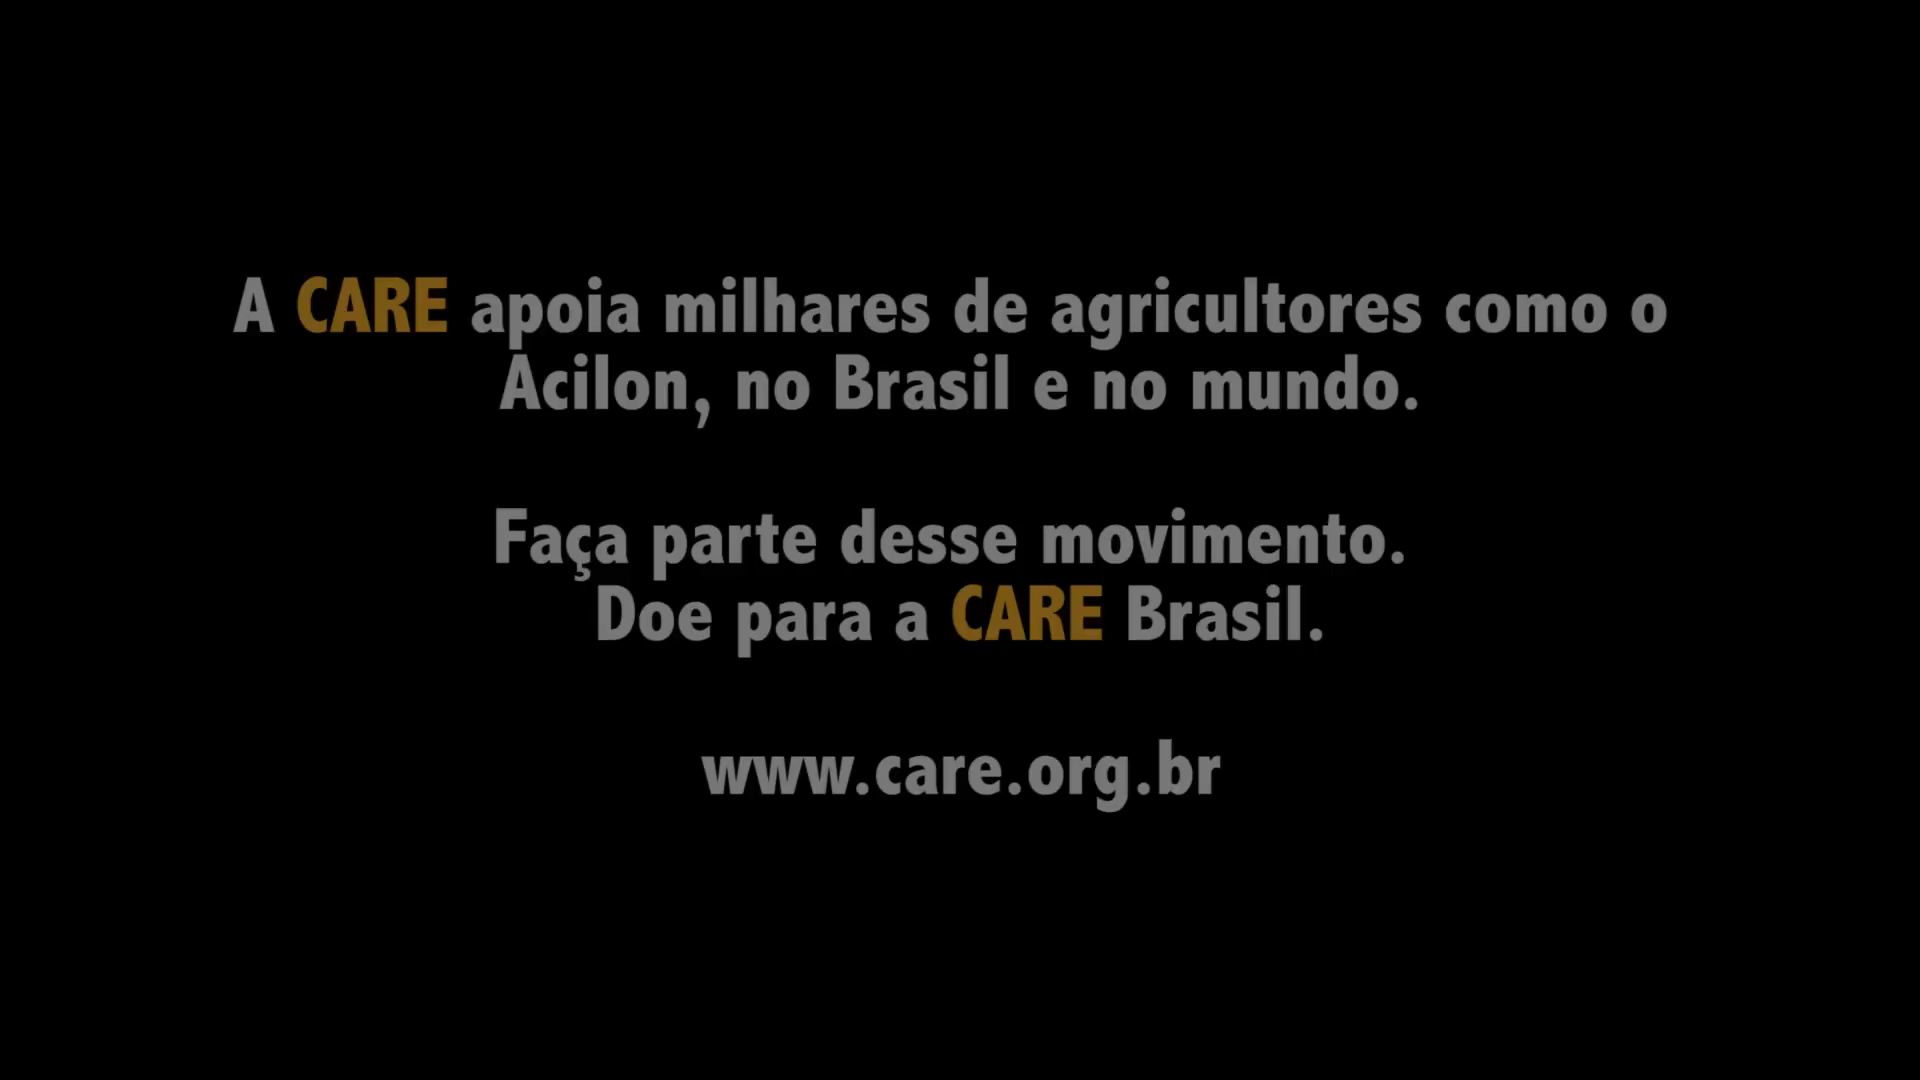 A CARE apoia milhares de agricultores como o
Acilon, no Brasil e no mundo.
Faça parte desse movimento.
Doe para a CARE Brasil.
www.care.org.br